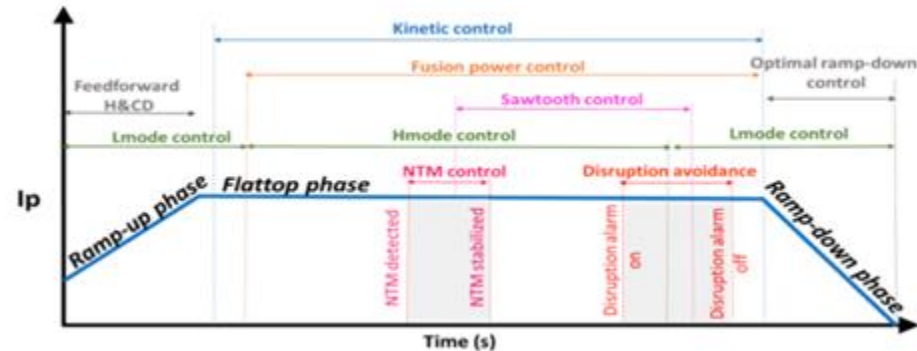 Kinetic control
Optimal ramp-down
control
Fusion power control
Feedforward
H&CD
Sawtooth control
Lmode control
Hmode control
Lmode control
NTM control
Disruption avoidance
Ip
Ramp-up phase
Flattop phase
Ramp-down phase
NTM detected
NTM stabilized
Disruption alarm
on
Disruption alarm
off
Time (s)